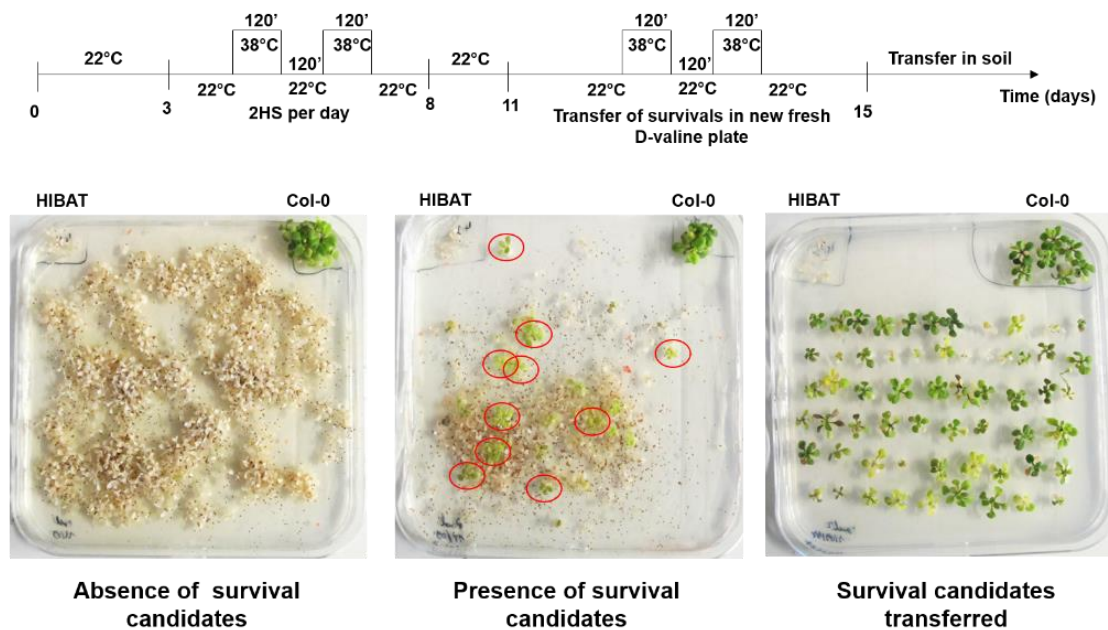 120’ 120’ 120’ 120’
38°C 38°C 38°C 38°C
22°C 120’ 22°C 120’ Transfer in soil
22°C 22°C 22°C 22°C 22°C 22°C Time (days)
0 3 8 11 15
2HS per day Transfer of survivals in new fresh
D-valine plate
HIBAT Col-0 HIBAT Col-0 HIBAT Col-0
Absence of survival
candidates
Presence of survival
candidates
Survival candidates
transferred